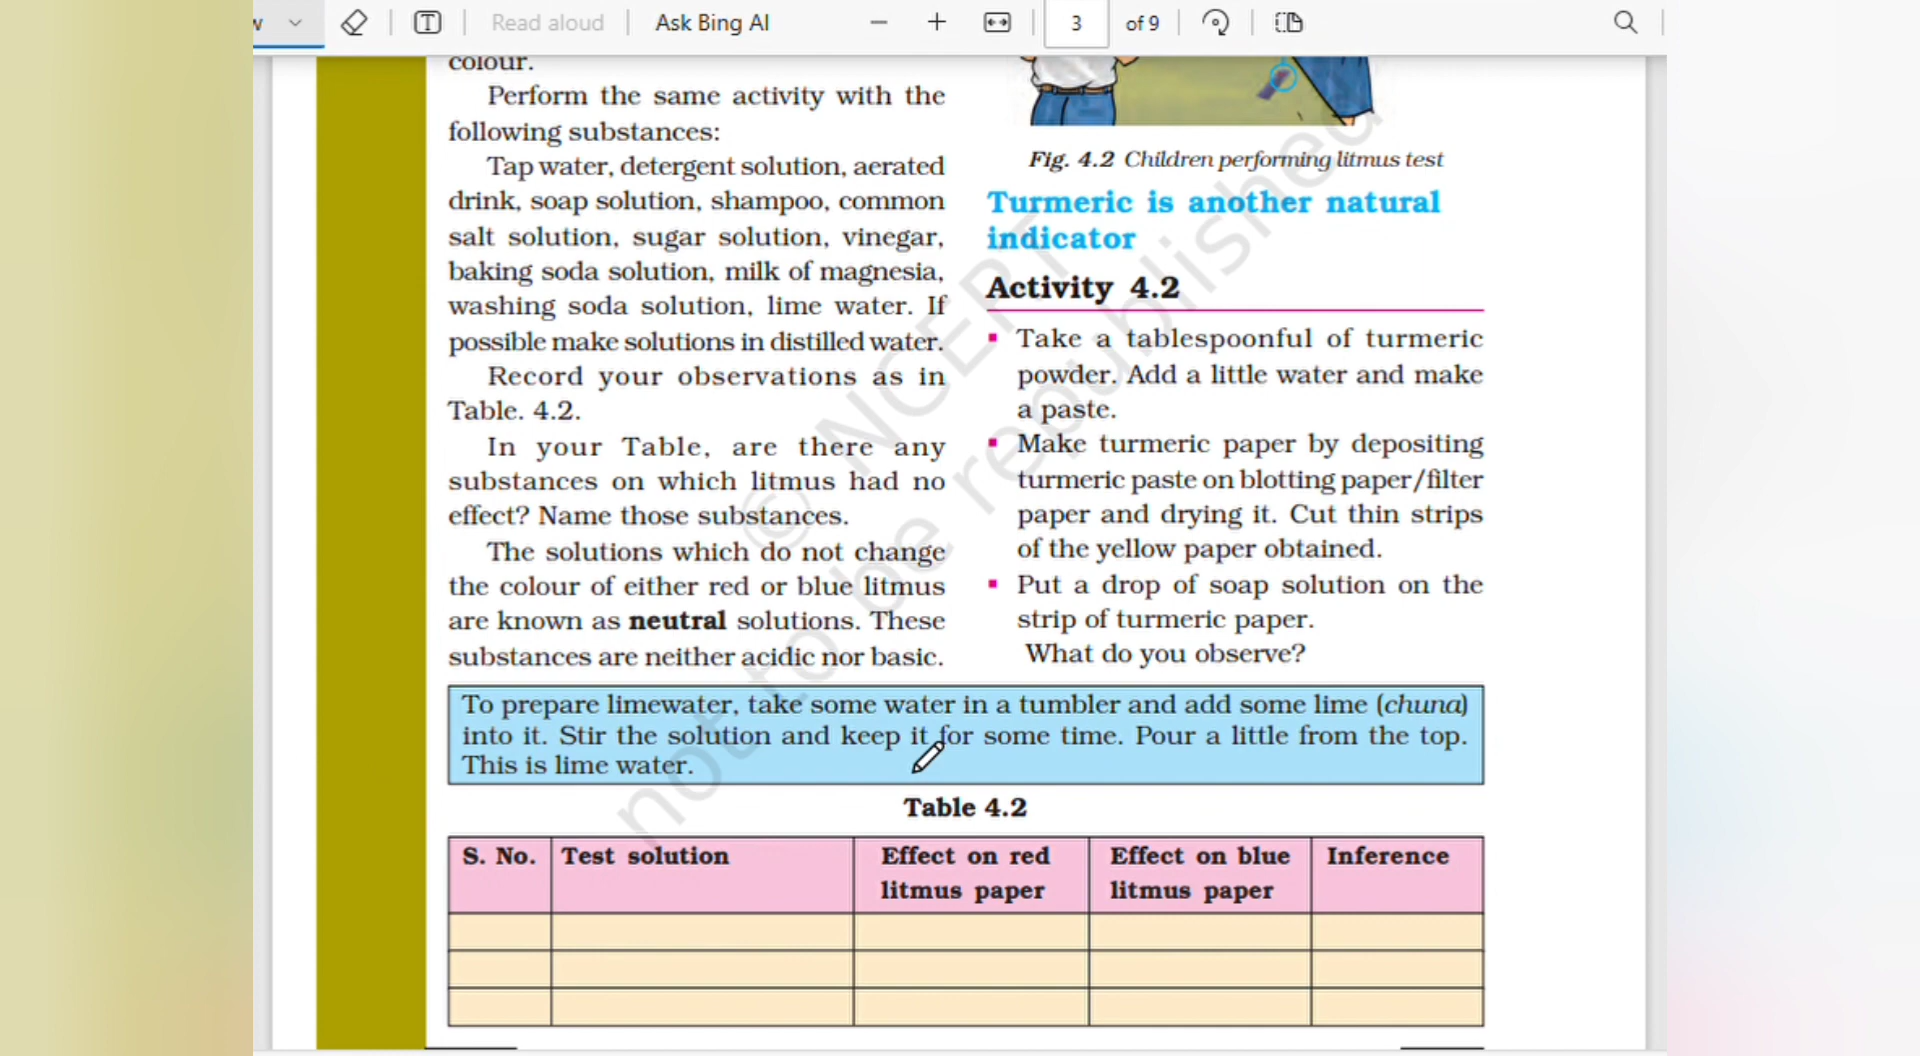 Read aloud
Ask Bing AI
3
of 9
colour.
Perform the same activity with the
following substances:
Tap water, detergent solution, aerated
drink, soap solution, shampoo, common
salt solution, sugar solution, vinegar,
baking soda solution, milk of magnesia,
washing soda solution, lime water. If
possible make solutions in distilled water.
Record your observations as in
Table. 4.2.
In your Table, are there any
substances on which litmus had no
effect? Name those substances.
The solutions which do not change
the colour of either red or blue litmus
are known as neutral solutions. These
substances are neither acidic nor basic.
Fig. 4.2 Children performing litmus test
Turmeric is another natural
indicator
Activity 4.2
Take a tablespoonful of turmeric
powder. Add a little water and make
a paste.
Make turmeric paper by depositing
turmeric paste on blotting paper/filter
paper and drying it. Cut thin strips
of the yellow paper obtained.
Put a drop of soap solution on the
strip of turmeric paper.
What do you observe?
To prepare limewater, take some water in a tumbler and add some lime (chuna)
into it. Stir the solution and keep it for some time. Pour a little from the top.
This is lime water.
Table 4.2
S. No.
Test solution
Effect on red
litmus paper
Effect on blue
litmus paper
Inference
© NCERT
not to be republished